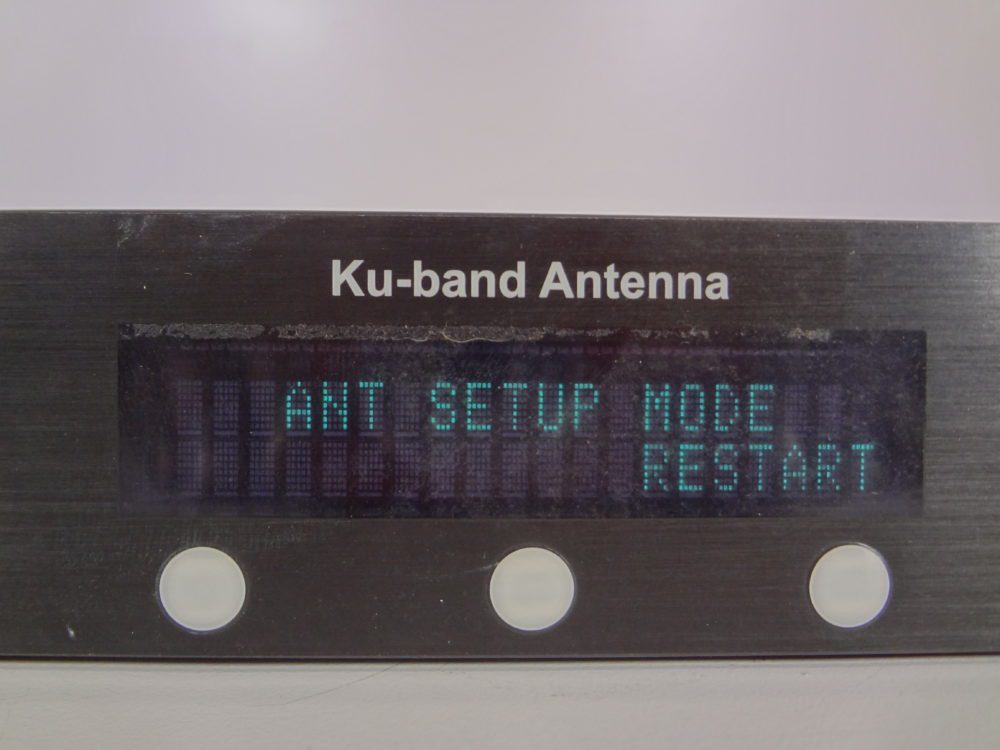 Ku-band Antenna
ANT SETUP MODE
RESTART